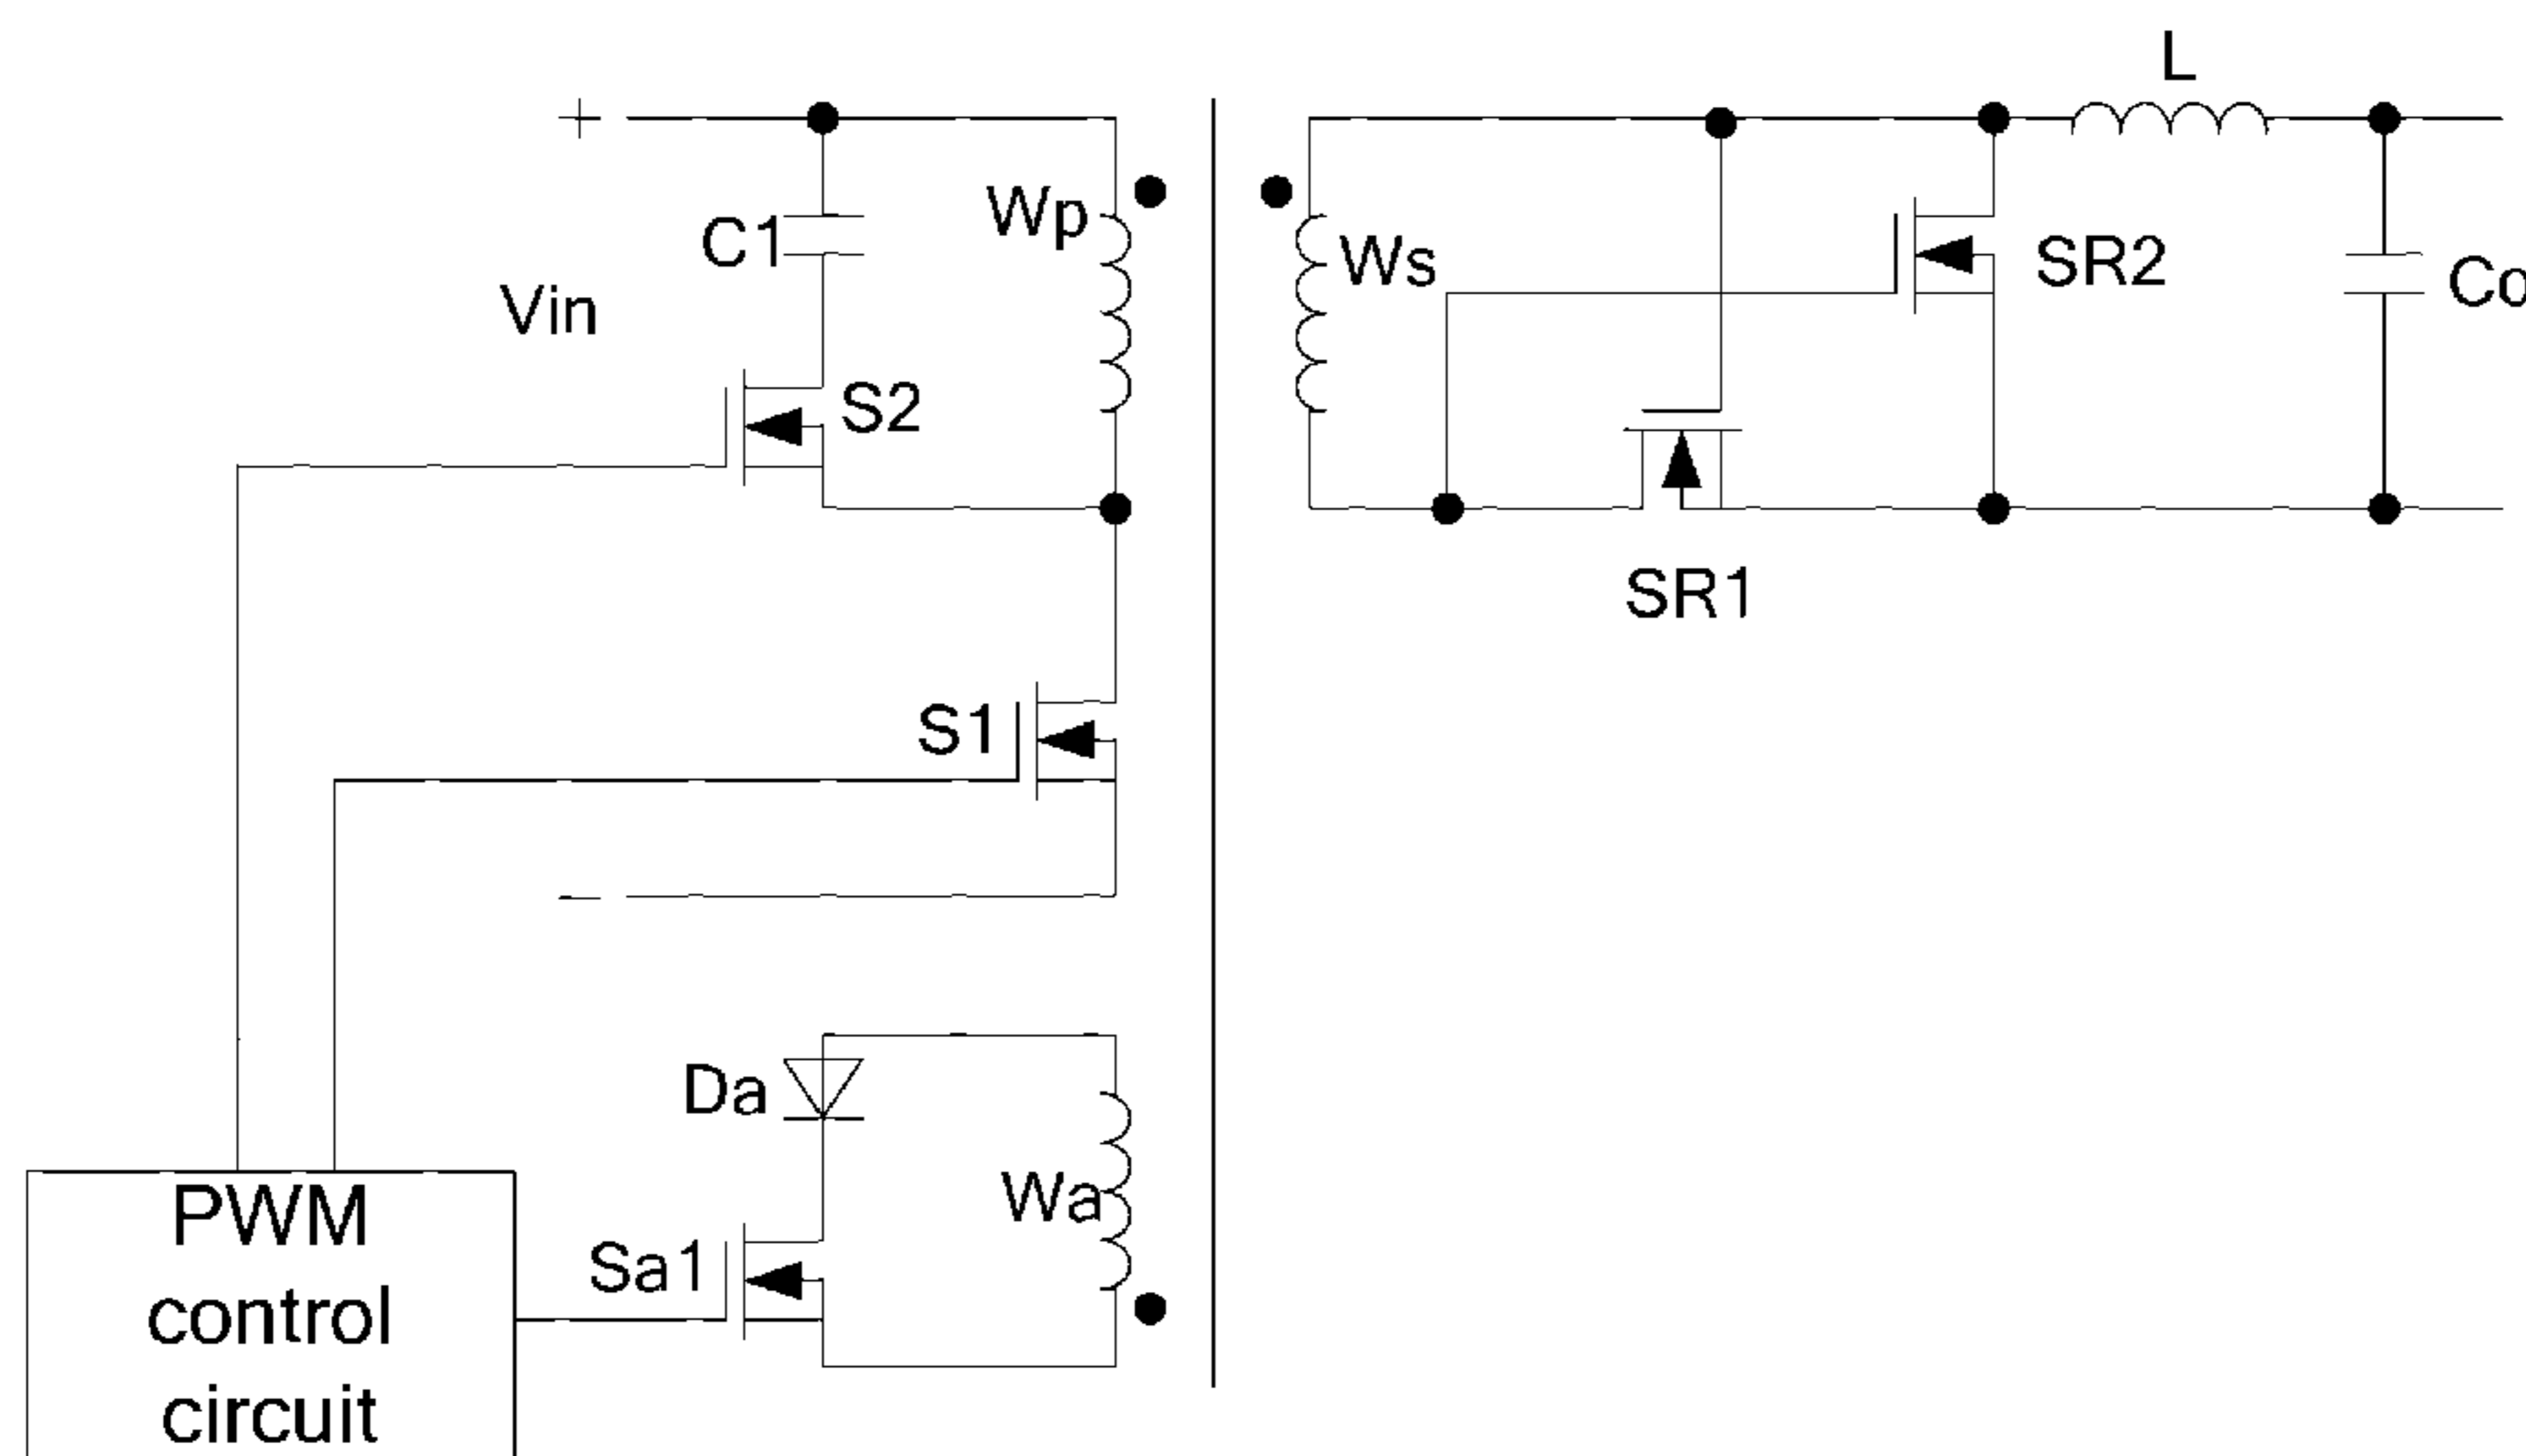 L
+
C1
Wp
Ws
SR2
Co
Vin
S2
SR1
S1
Da
Wa
Sa1
PWM
control
circuit